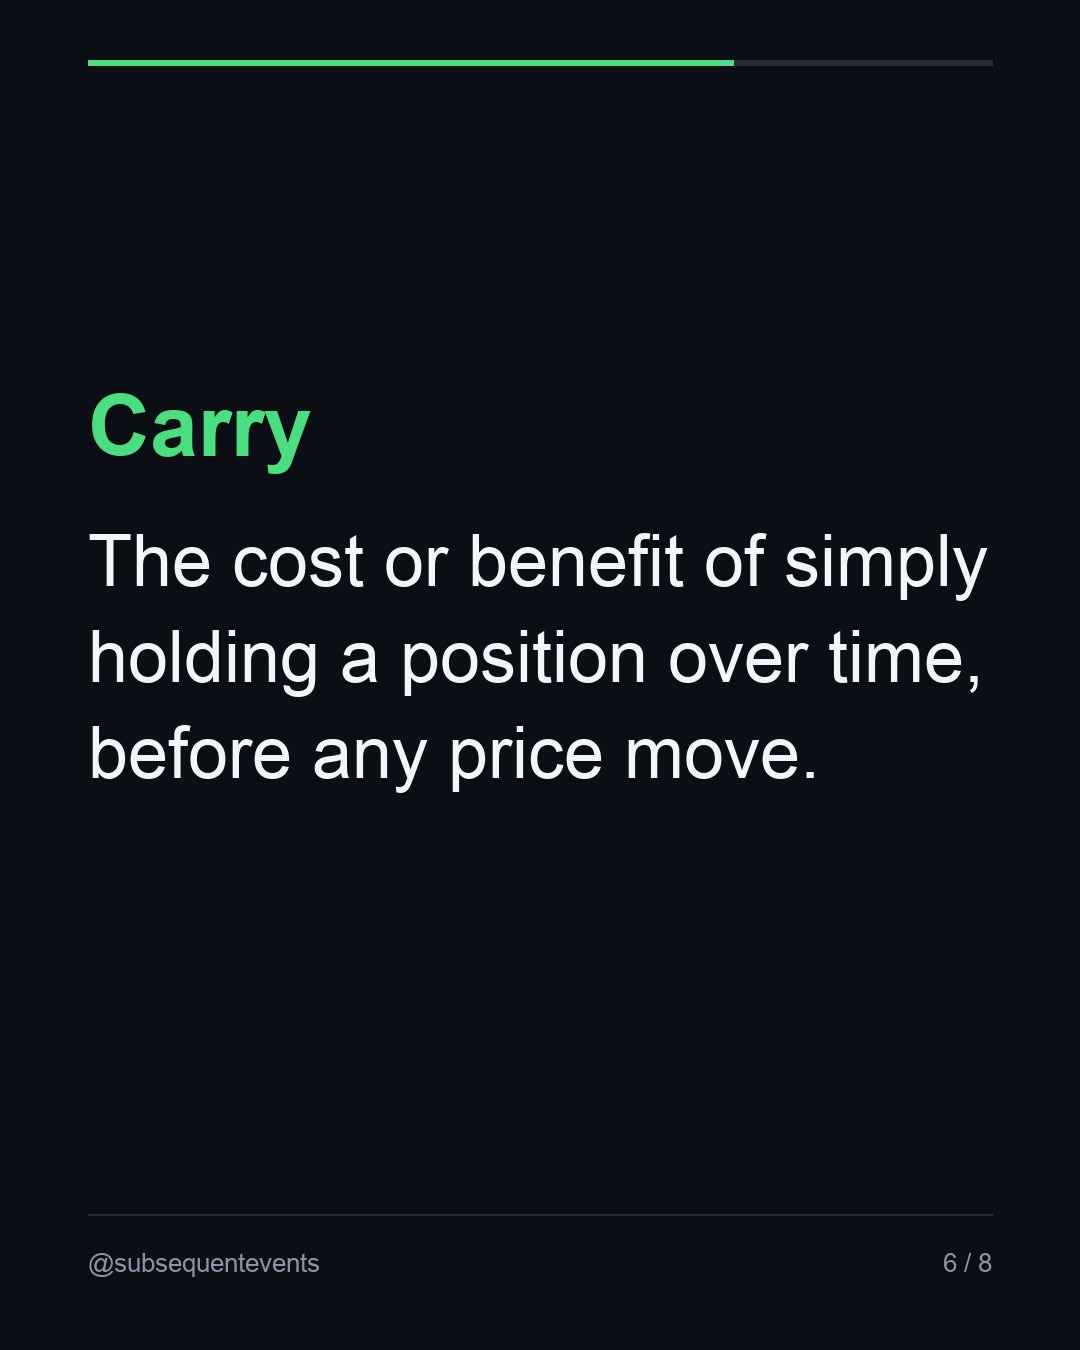 Carry
The cost or benefit of simply
holding a position over time,
before any price move.
@subsequentevents
6 / 8